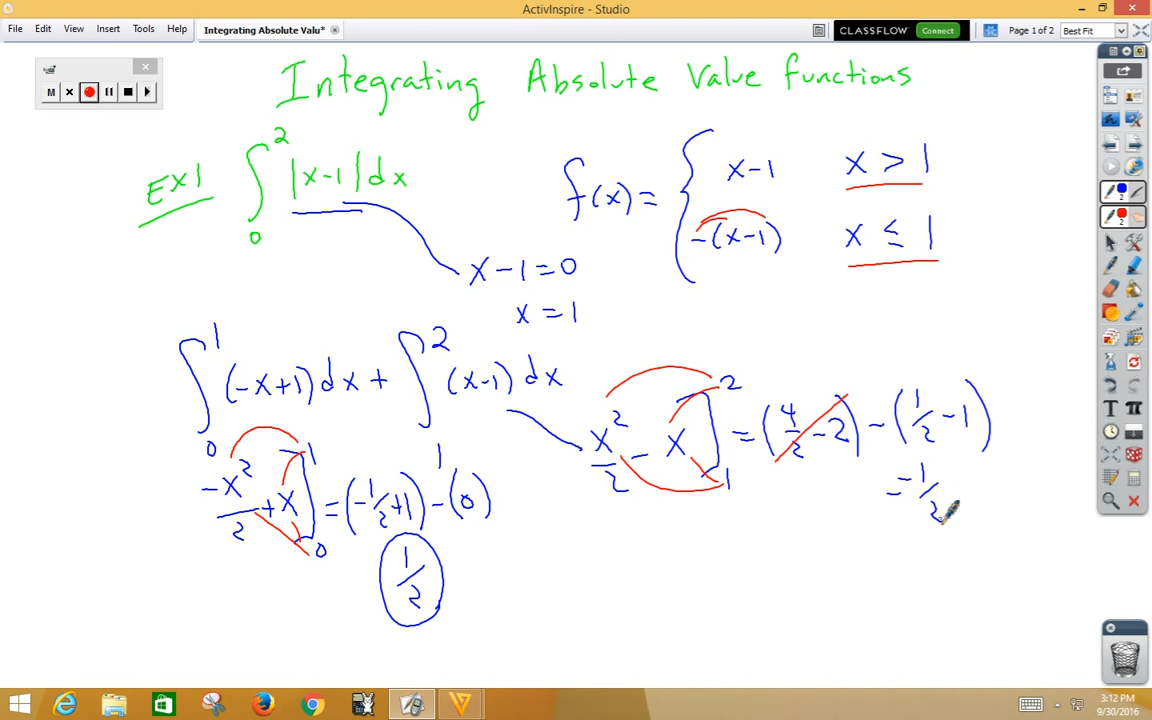 ActivInspire - Studio
File Edit View Insert Tools Help
Integrating Absolute Valu*
CLASSFLOW Connect
Page 1 of 2
Best Fit
M
Integrating Absolute Value functions
EX1 ∫₀² |x-1| dx
f(x) = { x-1   x > 1
-(x-1)   x ≤ 1
x-1=0
x = 1
∫₀¹ (-x+1) dx + ∫₁² (x-1) dx
x²/2 - x]₁² = (4/2 - 2) - (1/2 - 1)
= -1/2
-x²/2 + x]₀¹ = (-1/2 + 1) - (0)
1/2
2
2
T π
3:12 PM
9/30/2016